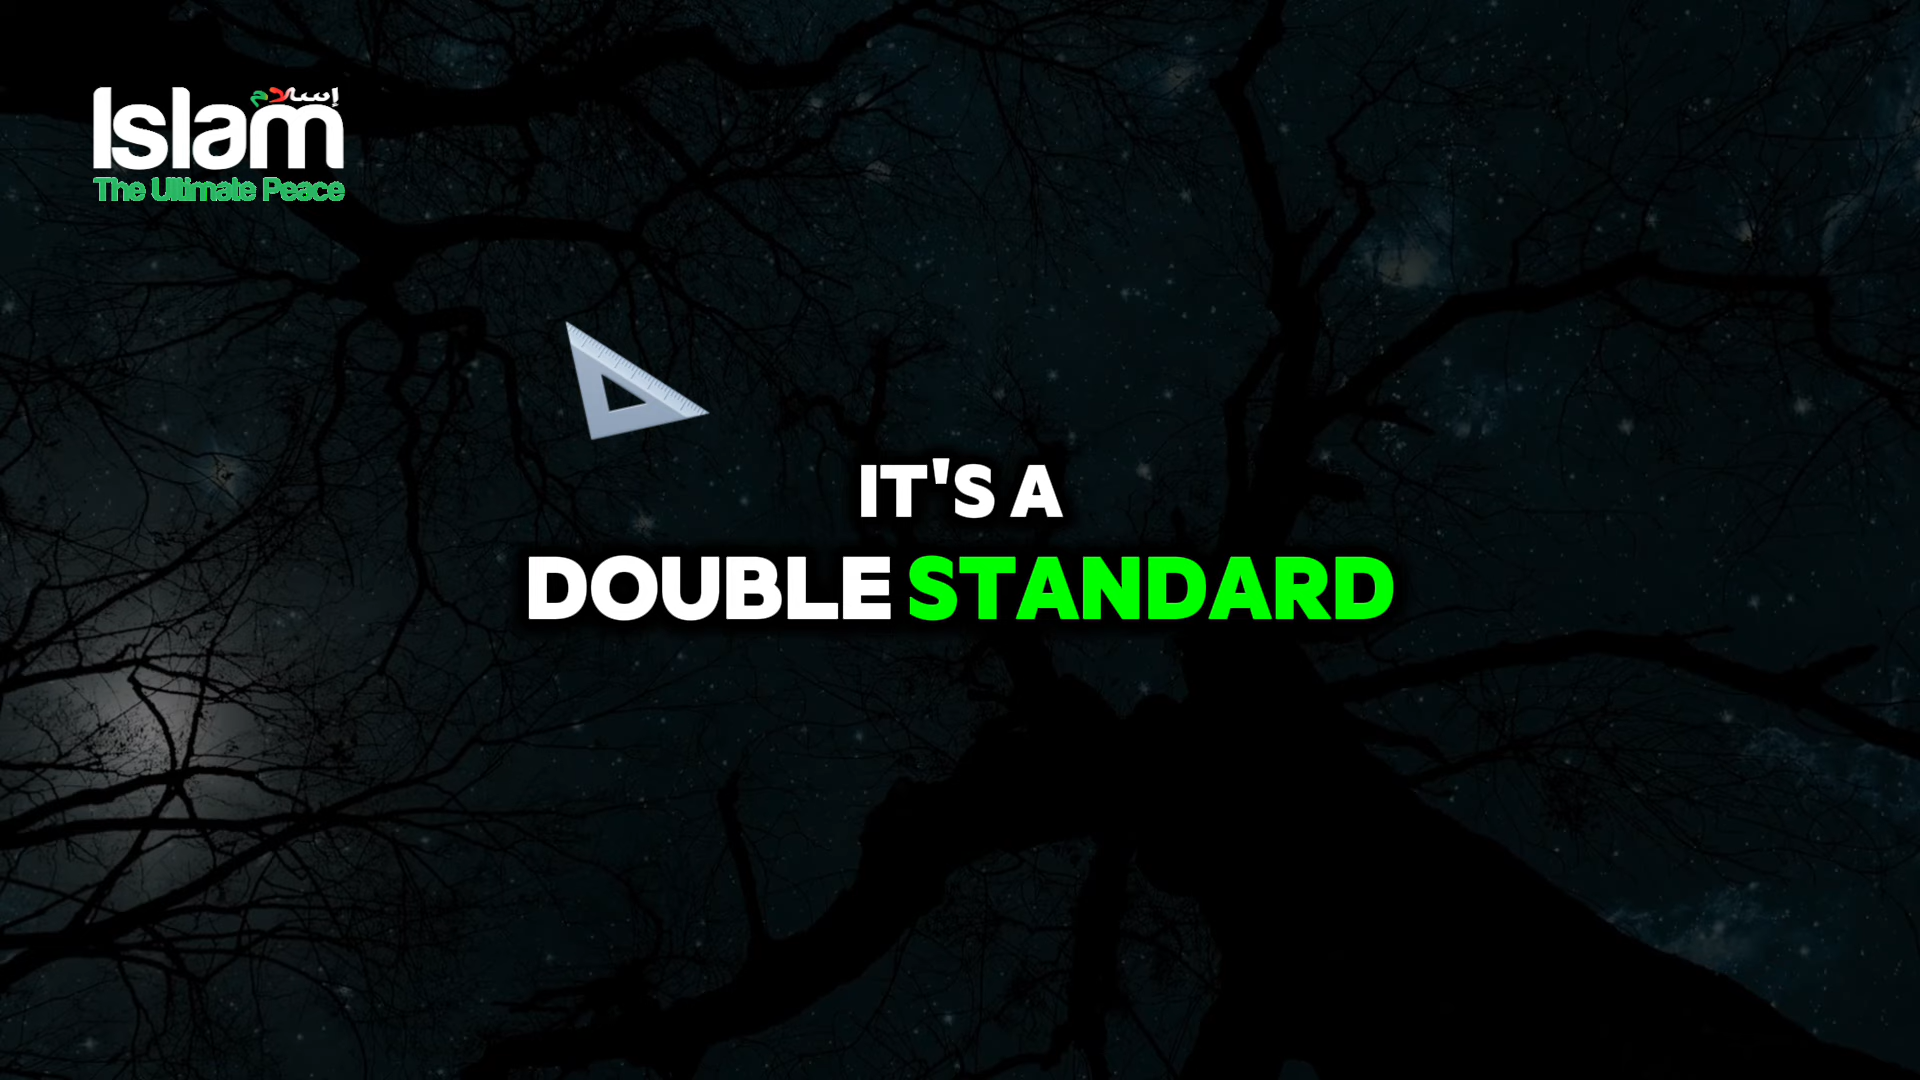 إسلام
Islam
The Ultimate Peace
IT'S A
DOUBLE STANDARD